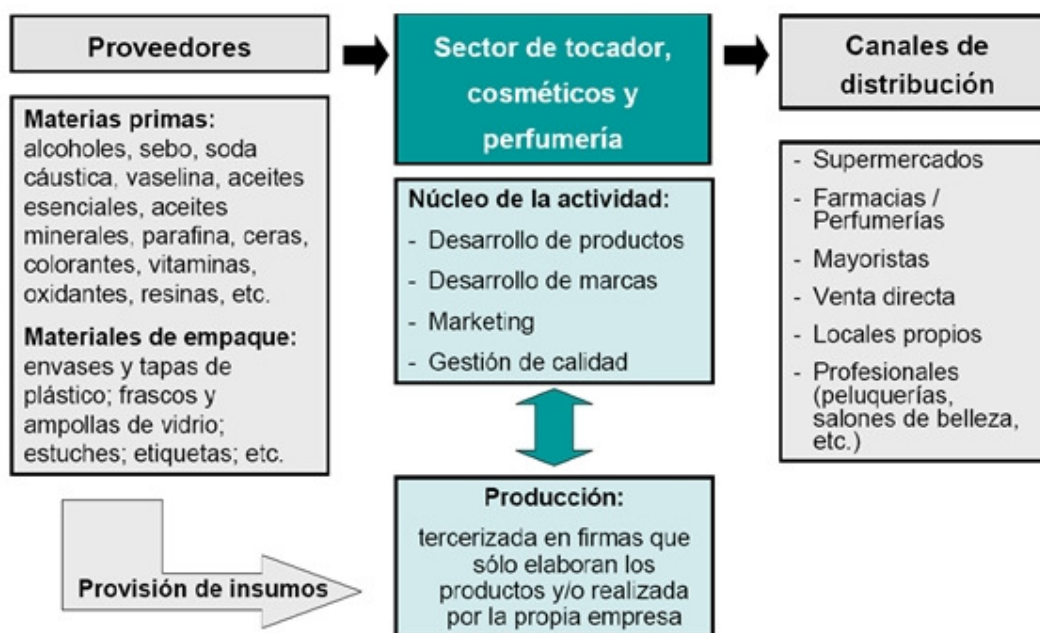 Proveedores
Materias primas:
alcoholes, sebo, soda
cáustica, vaselina, aceites
esenciales, aceites
minerales, parafina, ceras,
colorantes, vitaminas,
oxidantes, resinas, etc.
Materiales de empaque:
envases y tapas de
plástico; frascos y
ampollas de vidrio;
estuches; etiquetas; etc.
Provisión de insumos
Sector de tocador,
cosméticos y
perfumería
Núcleo de la actividad:
- Desarrollo de productos
- Desarrollo de marcas
- Marketing
- Gestión de calidad
Producción:
tercerizada en firmas que
sólo elaboran los
productos y/o realizada
por la propia empresa
Canales de
distribución
- Supermercados
- Farmacias /
Perfumerías
- Mayoristas
- Venta directa
- Locales propios
- Profesionales
(peluquerías,
salones de belleza,
etc.)